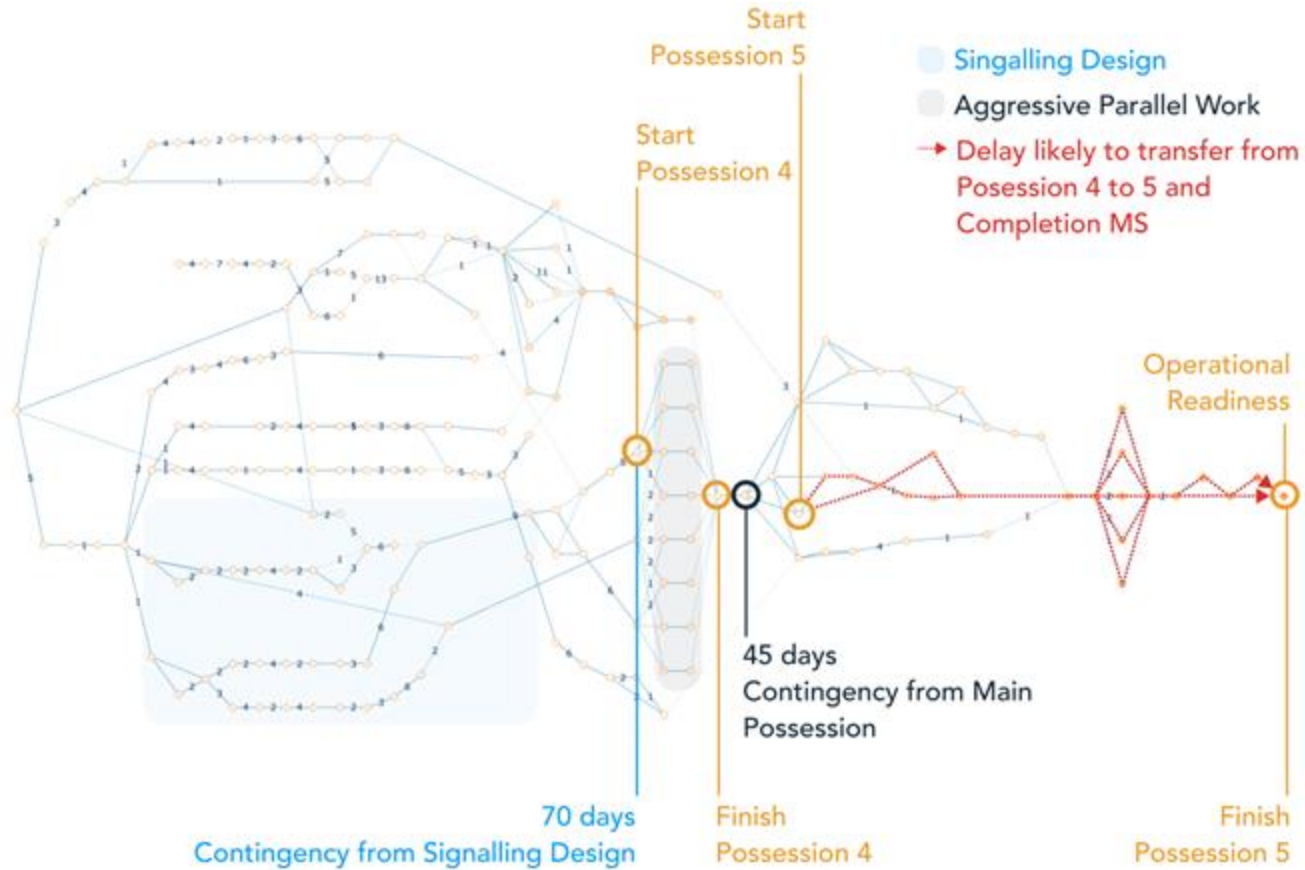 Start
Possession 5
Singalling Design
Aggressive Parallel Work
Delay likely to transfer from
Posession 4 to 5 and
Completion MS
Start
Possession 4
Operational
Readiness
45 days
Contingency from Main
Possession
70 days
Contingency from Signalling Design
Finish
Possession 4
Finish
Possession 5